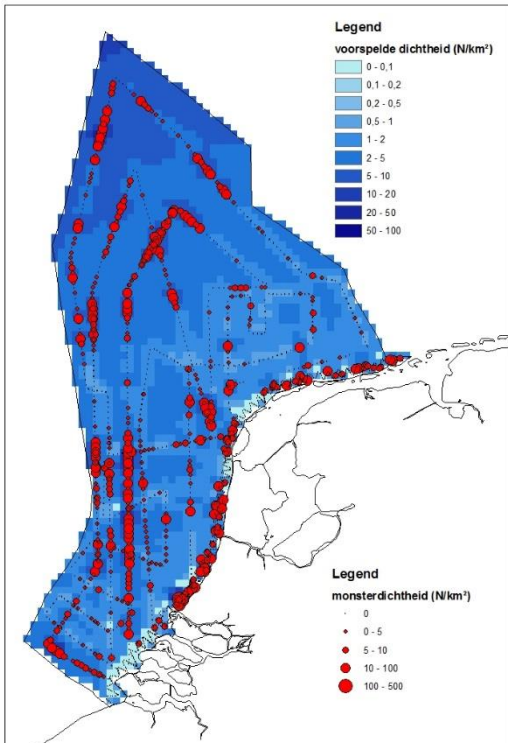 Legend
voorspelde dichtheid (N/km²)
0 - 0,1
0,1 - 0,2
0,2 - 0,5
0,5 - 1
1 - 2
2 - 5
5 - 10
10 - 20
20 - 50
50 - 100
Legend
monsterdichtheid (N/km²)
0
0 - 5
5 - 10
10 - 100
100 - 500